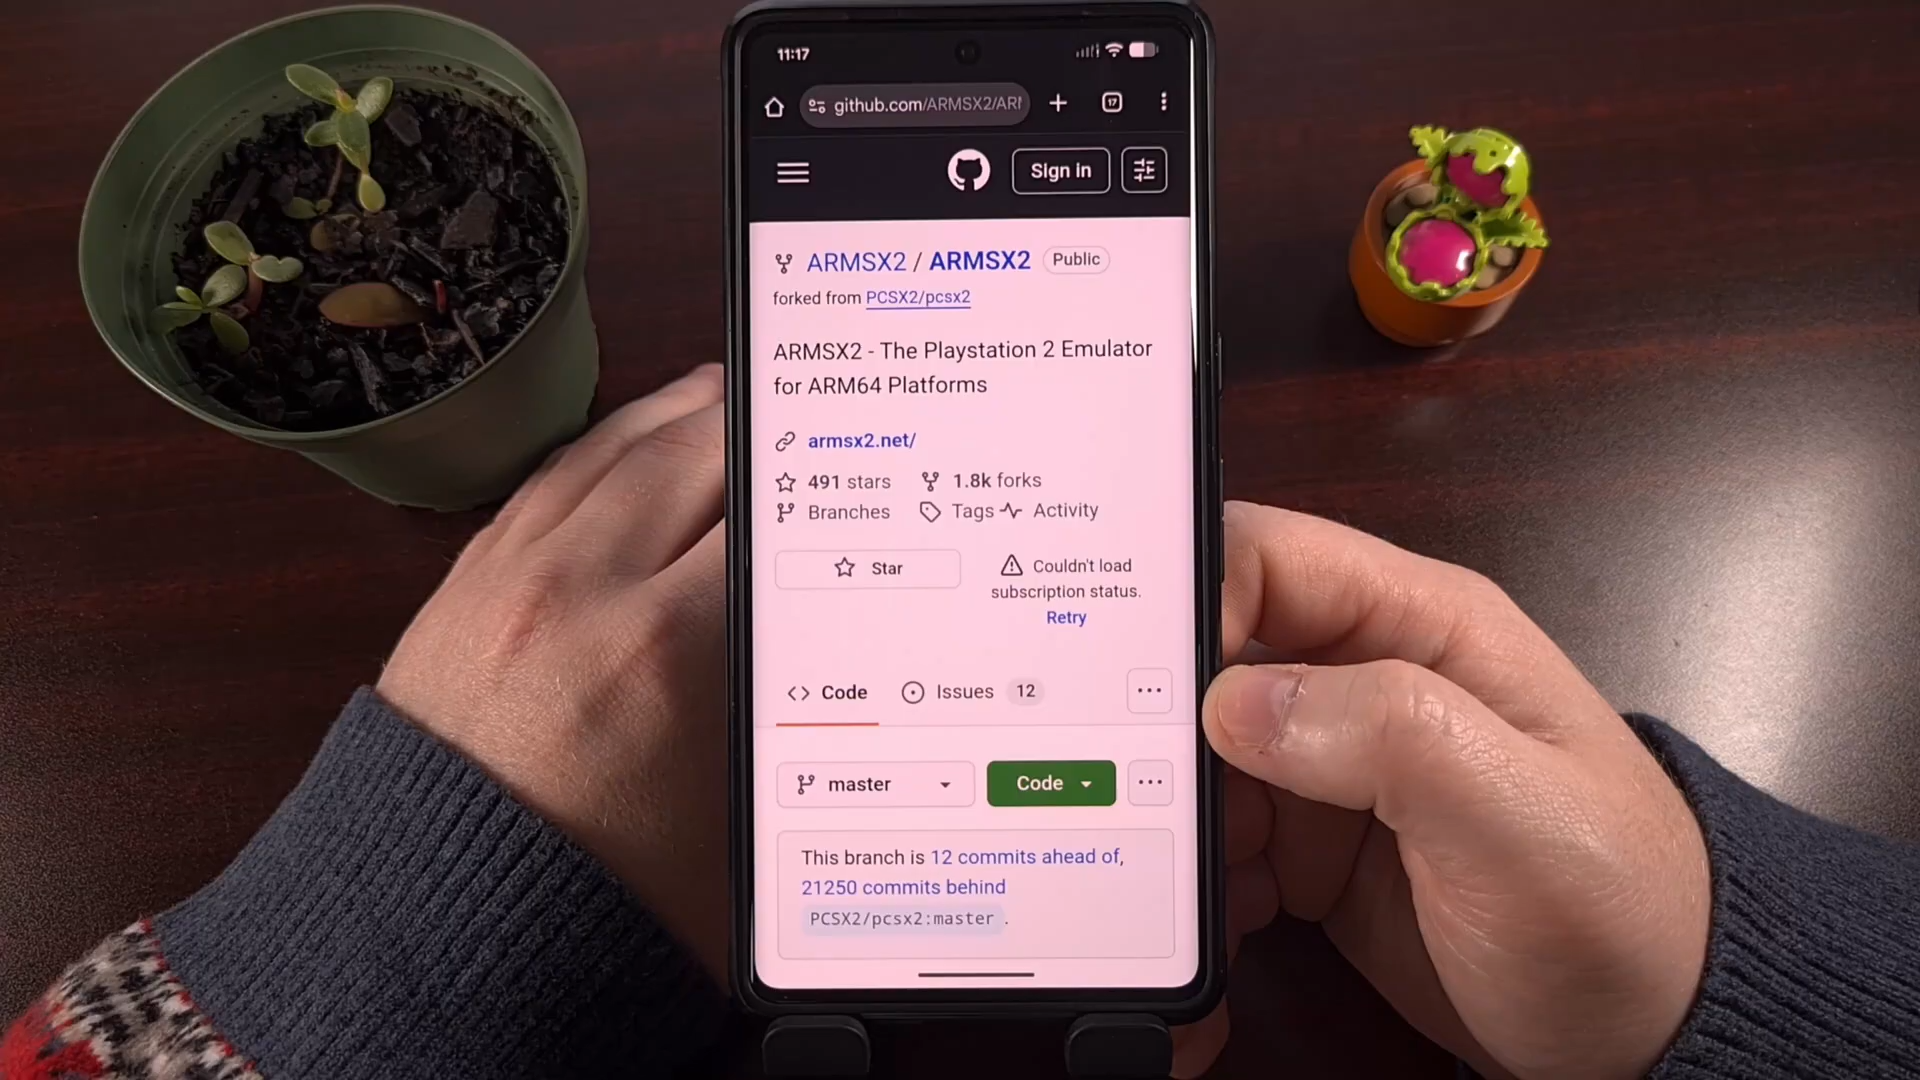 11:17
github.com/ARMSX2/ARM
17
Sign in
ARMSX2 / ARMSX2 Public
forked from PCSX2/pcsx2
ARMSX2 - The Playstation 2 Emulator
for ARM64 Platforms
armsx2.net/
491 stars 1.8k forks
Branches Tags Activity
Star
Couldn't load
subscription status.
Retry
Code Issues 12
master Code
This branch is 12 commits ahead of,
21250 commits behind
PCSX2/pcsx2:master .